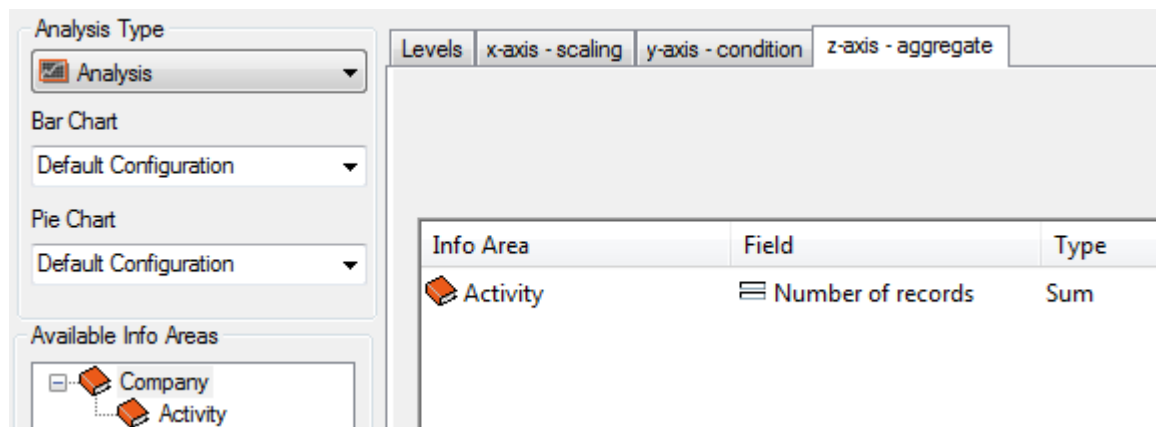 Analysis Type
Analysis
Bar Chart
Default Configuration
Pie Chart
Default Configuration
Available Info Areas
Company
Activity
Levels x-axis - scaling y-axis - condition z-axis - aggregate
Info Area Field Type
Activity Number of records Sum